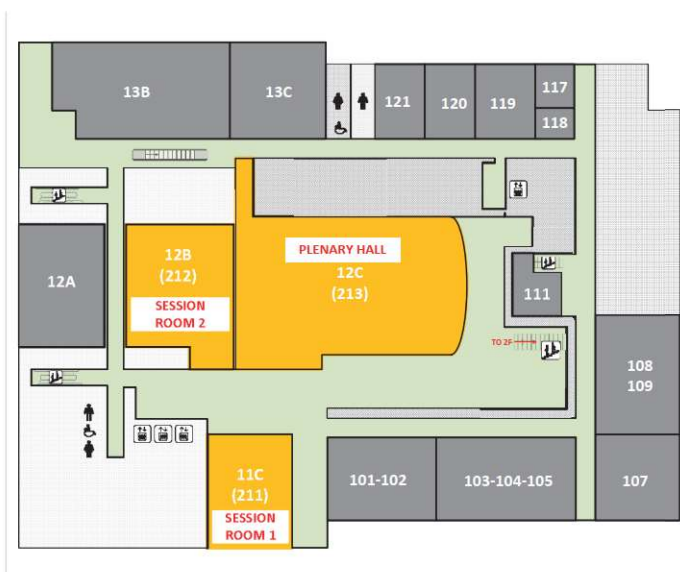 13B
13C
121
120
119
117
118
12A
12B
(212)
SESSION
ROOM 2
PLENARY HALL
12C
(213)
111
TO 2F
108
109
11C
(211)
SESSION
ROOM 1
101-102
103-104-105
107